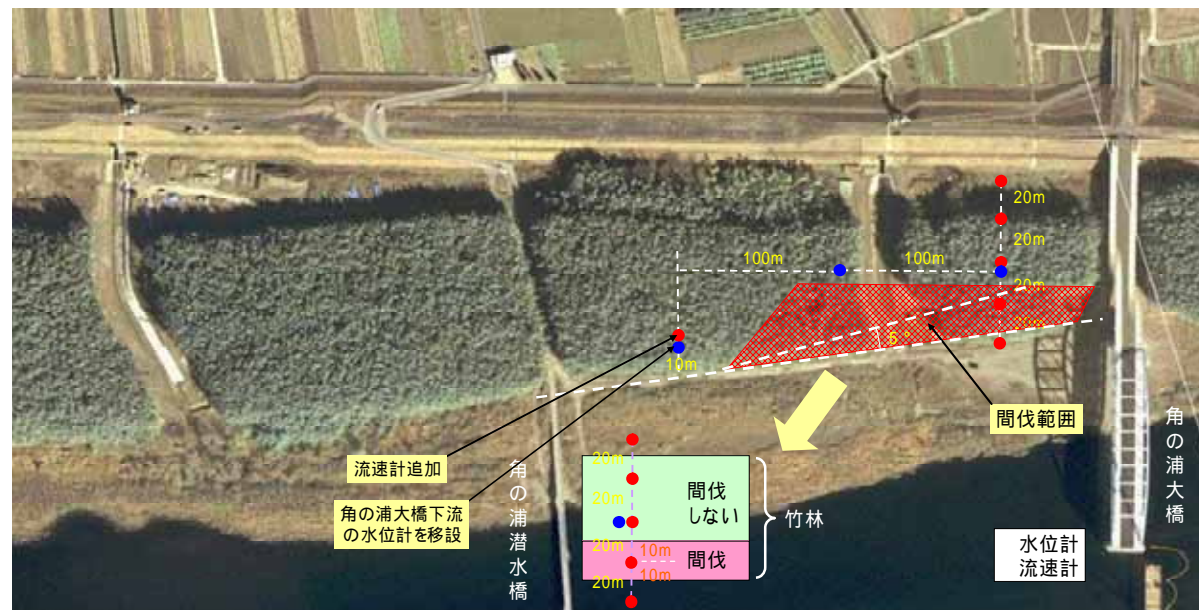 20m
20m
100m
100m
20m
5°
10m
間伐範囲
角の浦大橋
流速計追加
角の浦大橋下流
の水位計を移設
角の浦潜水橋
20m
20m
20m
20m
間伐
しない
間伐
10m
10m
竹林
水位計
流速計